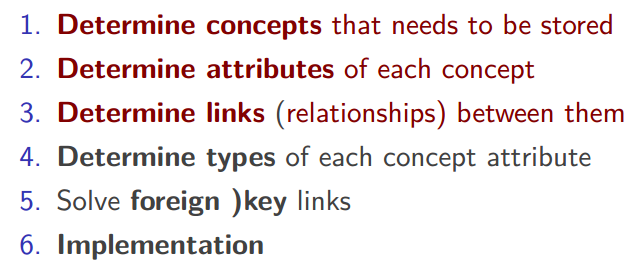 1. Determine concepts that needs to be stored
2. Determine attributes of each concept
3. Determine links (relationships) between them
4. Determine types of each concept attribute
5. Solve foreign )key links
6. Implementation